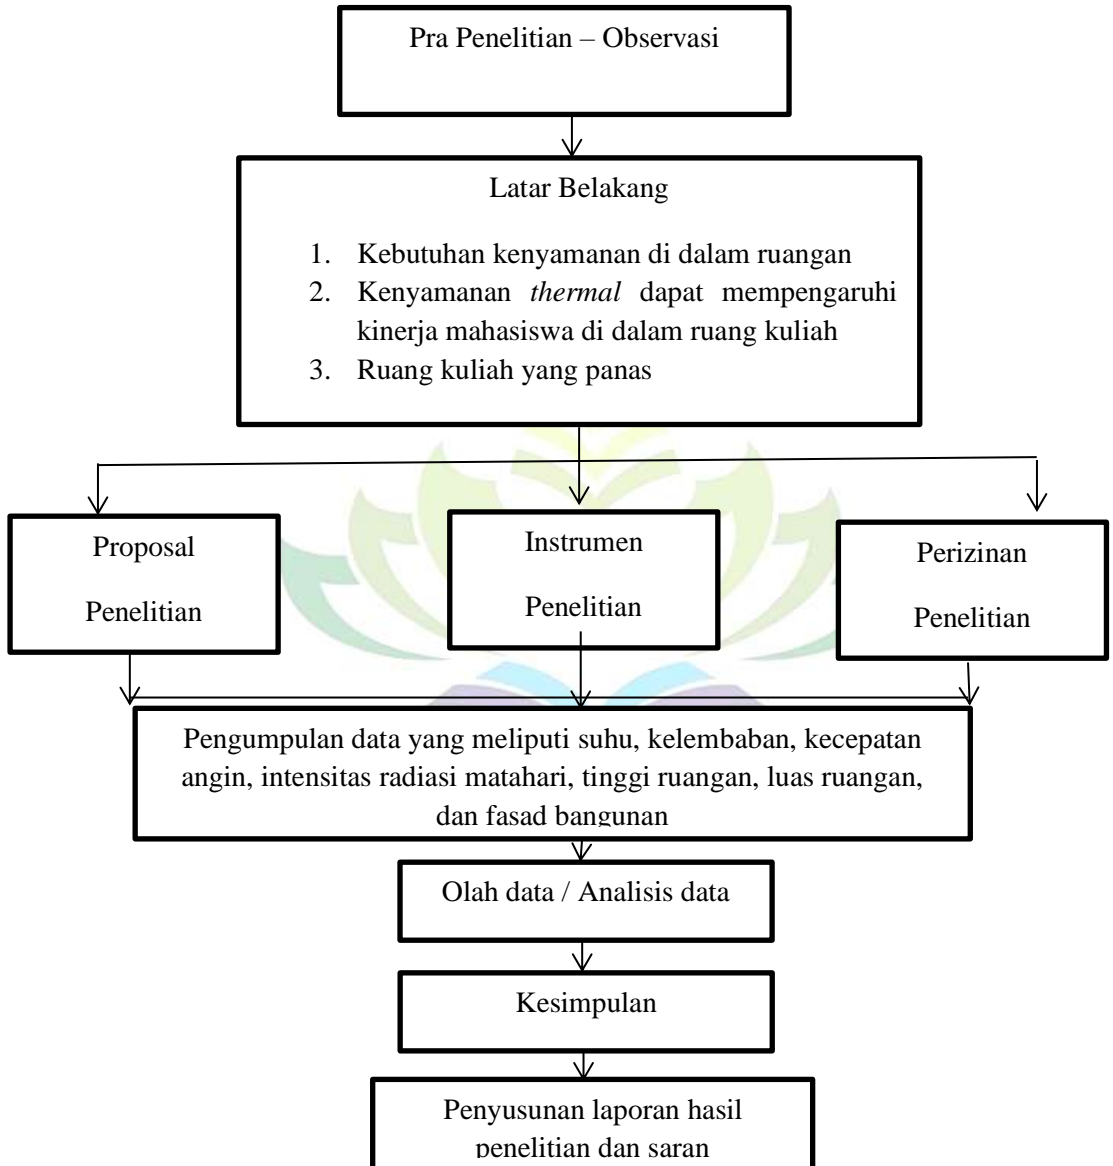 Pra Penelitian – Observasi
Latar Belakang
1. Kebutuhan kenyamanan di dalam ruangan
2. Kenyamanan thermal dapat mempengaruhi
kinerja mahasiswa di dalam ruang kuliah
3. Ruang kuliah yang panas
Proposal
Penelitian
Instrumen
Penelitian
Perizinan
Penelitian
Pengumpulan data yang meliputi suhu, kelembaban, kecepatan
angin, intensitas radiasi matahari, tinggi ruangan, luas ruangan,
dan fasad bangunan
Olah data / Analisis data
Kesimpulan
Penyusunan laporan hasil
penelitian dan saran